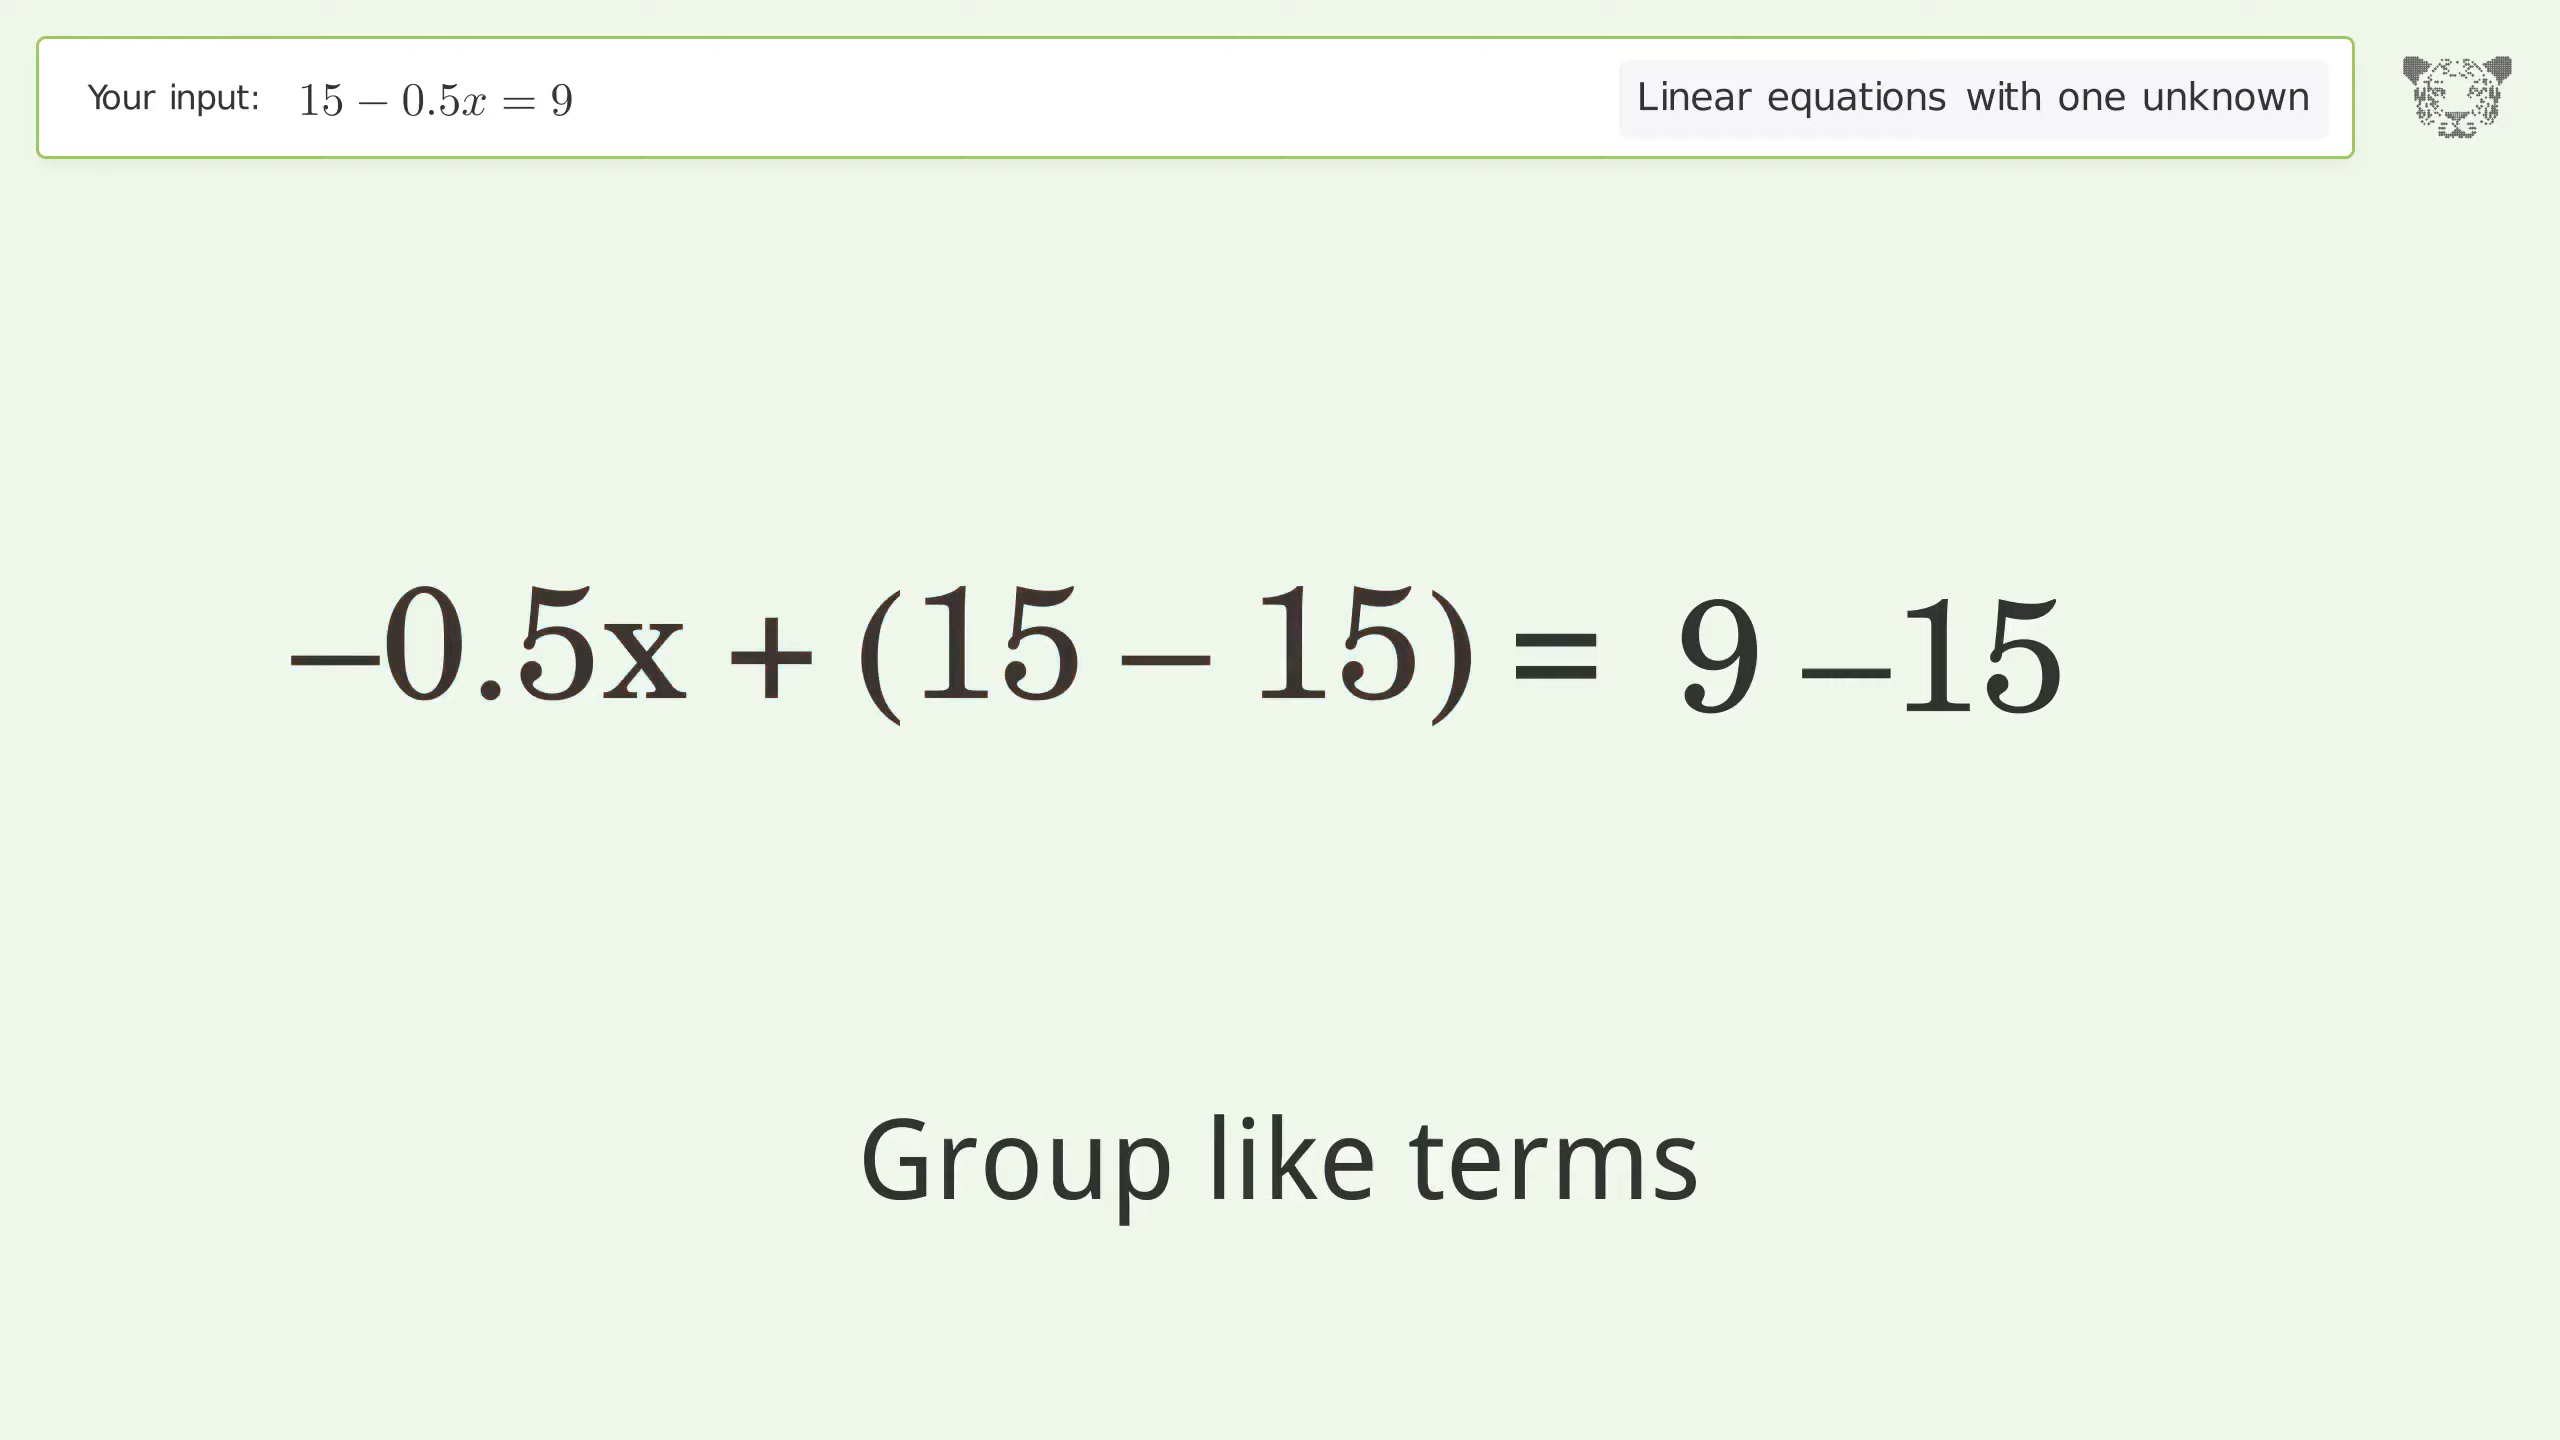 Your input: 15 − 0.5x = 9
Linear equations with one unknown
−0.5x + (15 − 15) = 9 −15
Group like terms